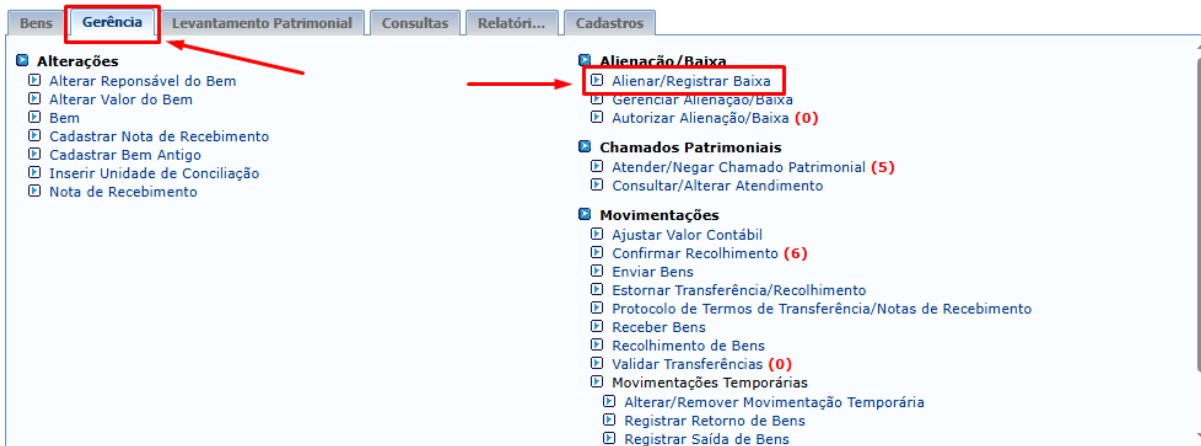 Bens Gerência Levantamento Patrimonial Consultas Relatóri... Cadastros
Alterações
Alterar Reponsável do Bem
Alterar Valor do Bem
Bem
Cadastrar Nota de Recebimento
Cadastrar Bem Antigo
Inserir Unidade de Conciliação
Nota de Recebimento
Alienação/Baixa
Alienar/Registrar Baixa
Gerenciar Alienação/Baixa
Autorizar Alienação/Baixa (0)
Chamados Patrimoniais
Atender/Negar Chamado Patrimonial (5)
Consultar/Alterar Atendimento
Movimentações
Ajustar Valor Contábil
Confirmar Recolhimento (6)
Enviar Bens
Estornar Transferência/Recolhimento
Protocolo de Termos de Transferência/Notas de Recebimento
Receber Bens
Recolhimento de Bens
Validar Transferências (0)
Movimentações Temporárias
Alterar/Remover Movimentação Temporária
Registrar Retorno de Bens
Registrar Saída de Bens